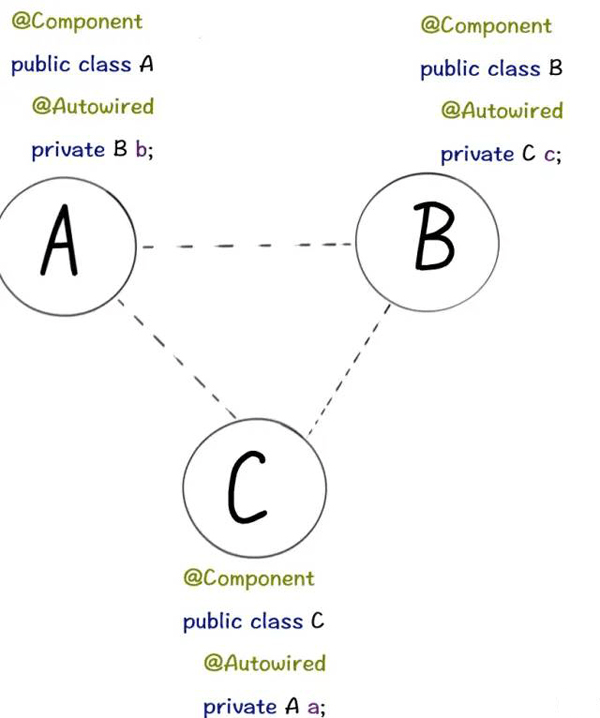 @Component
public class A
@Autowired
private B b;
@Component
public class B
@Autowired
private C c;
A
B
C
@Component
public class C
@Autowired
private A a;